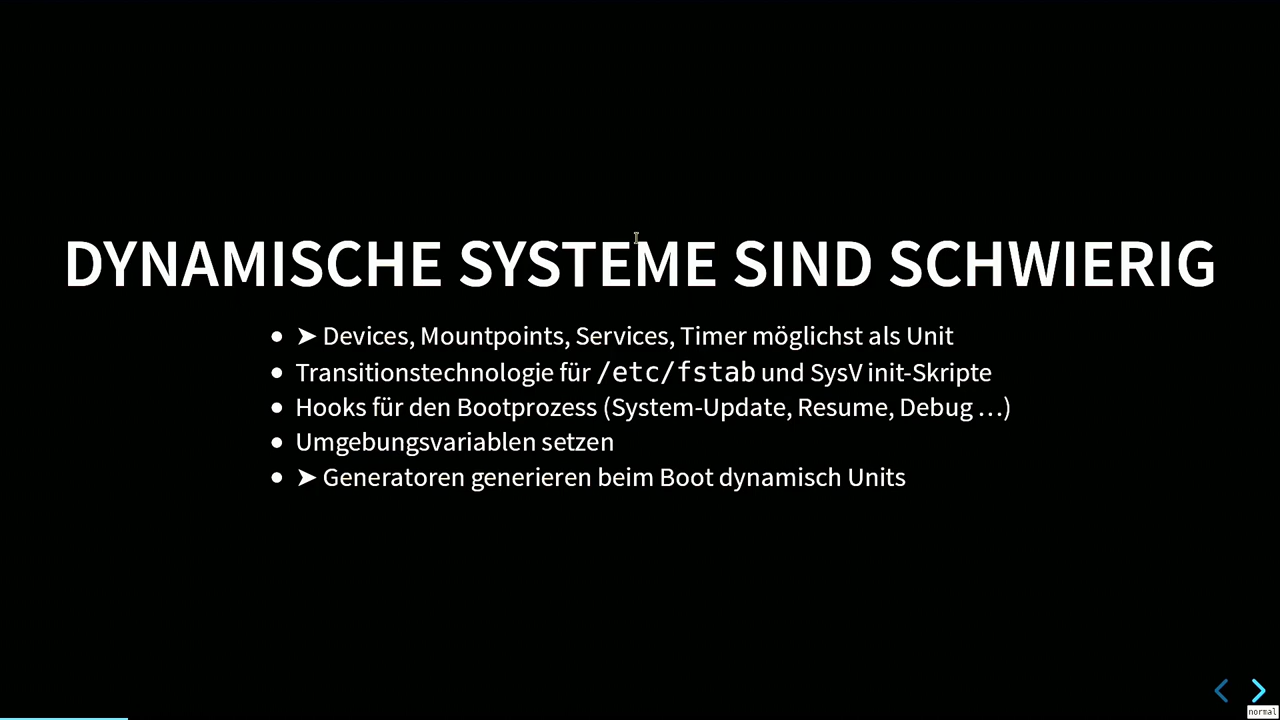 DYNAMISCHE SYSTEME SIND SCHWIERIG
• ➤ Devices, Mountpoints, Services, Timer möglichst als Unit
• Transitionstechnologie für /etc/fstab und SysV init-Skripte
• Hooks für den Bootprozess (System-Update, Resume, Debug …)
• Umgebungsvariablen setzen
• ➤ Generatoren generieren beim Boot dynamisch Units
normal